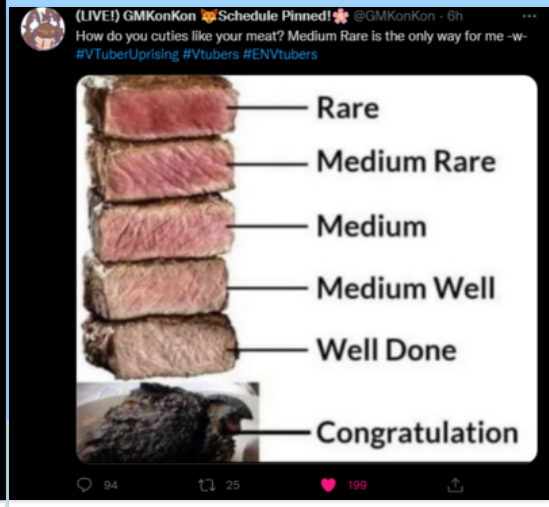 (LIVE!) GMKonKon 🦊Schedule Pinned!🌸 @GMKonKon · 6h
How do you cuties like your meat? Medium Rare is the only way for me -w-
#VTuberUprising #Vtubers #ENVtubers
Rare
Medium Rare
Medium
Medium Well
Well Done
Congratulation
94 25 199